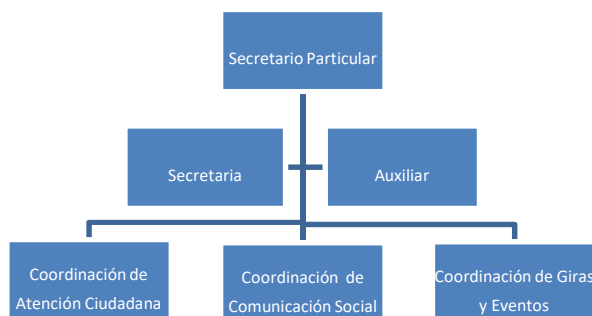 Secretario Particular
Secretaria
Auxiliar
Coordinación de
Atención Ciudadana
Coordinación de
Comunicación Social
Coordinación de Giras
y Eventos